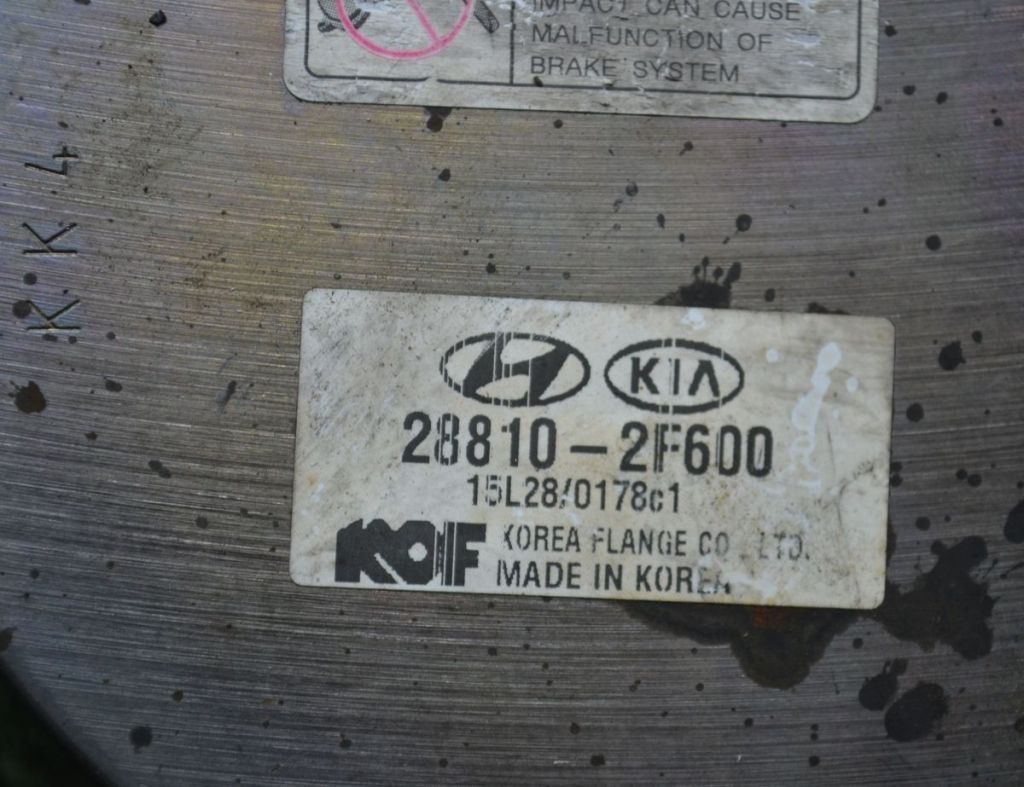 IMPACT CAN CAUSE
MALFUNCTION OF
BRAKE SYSTEM
K K 4
KIA
28810-2F600
15L28/0178c1
KOF KOREA FLANGE CO., LTD.
MADE IN KOREA